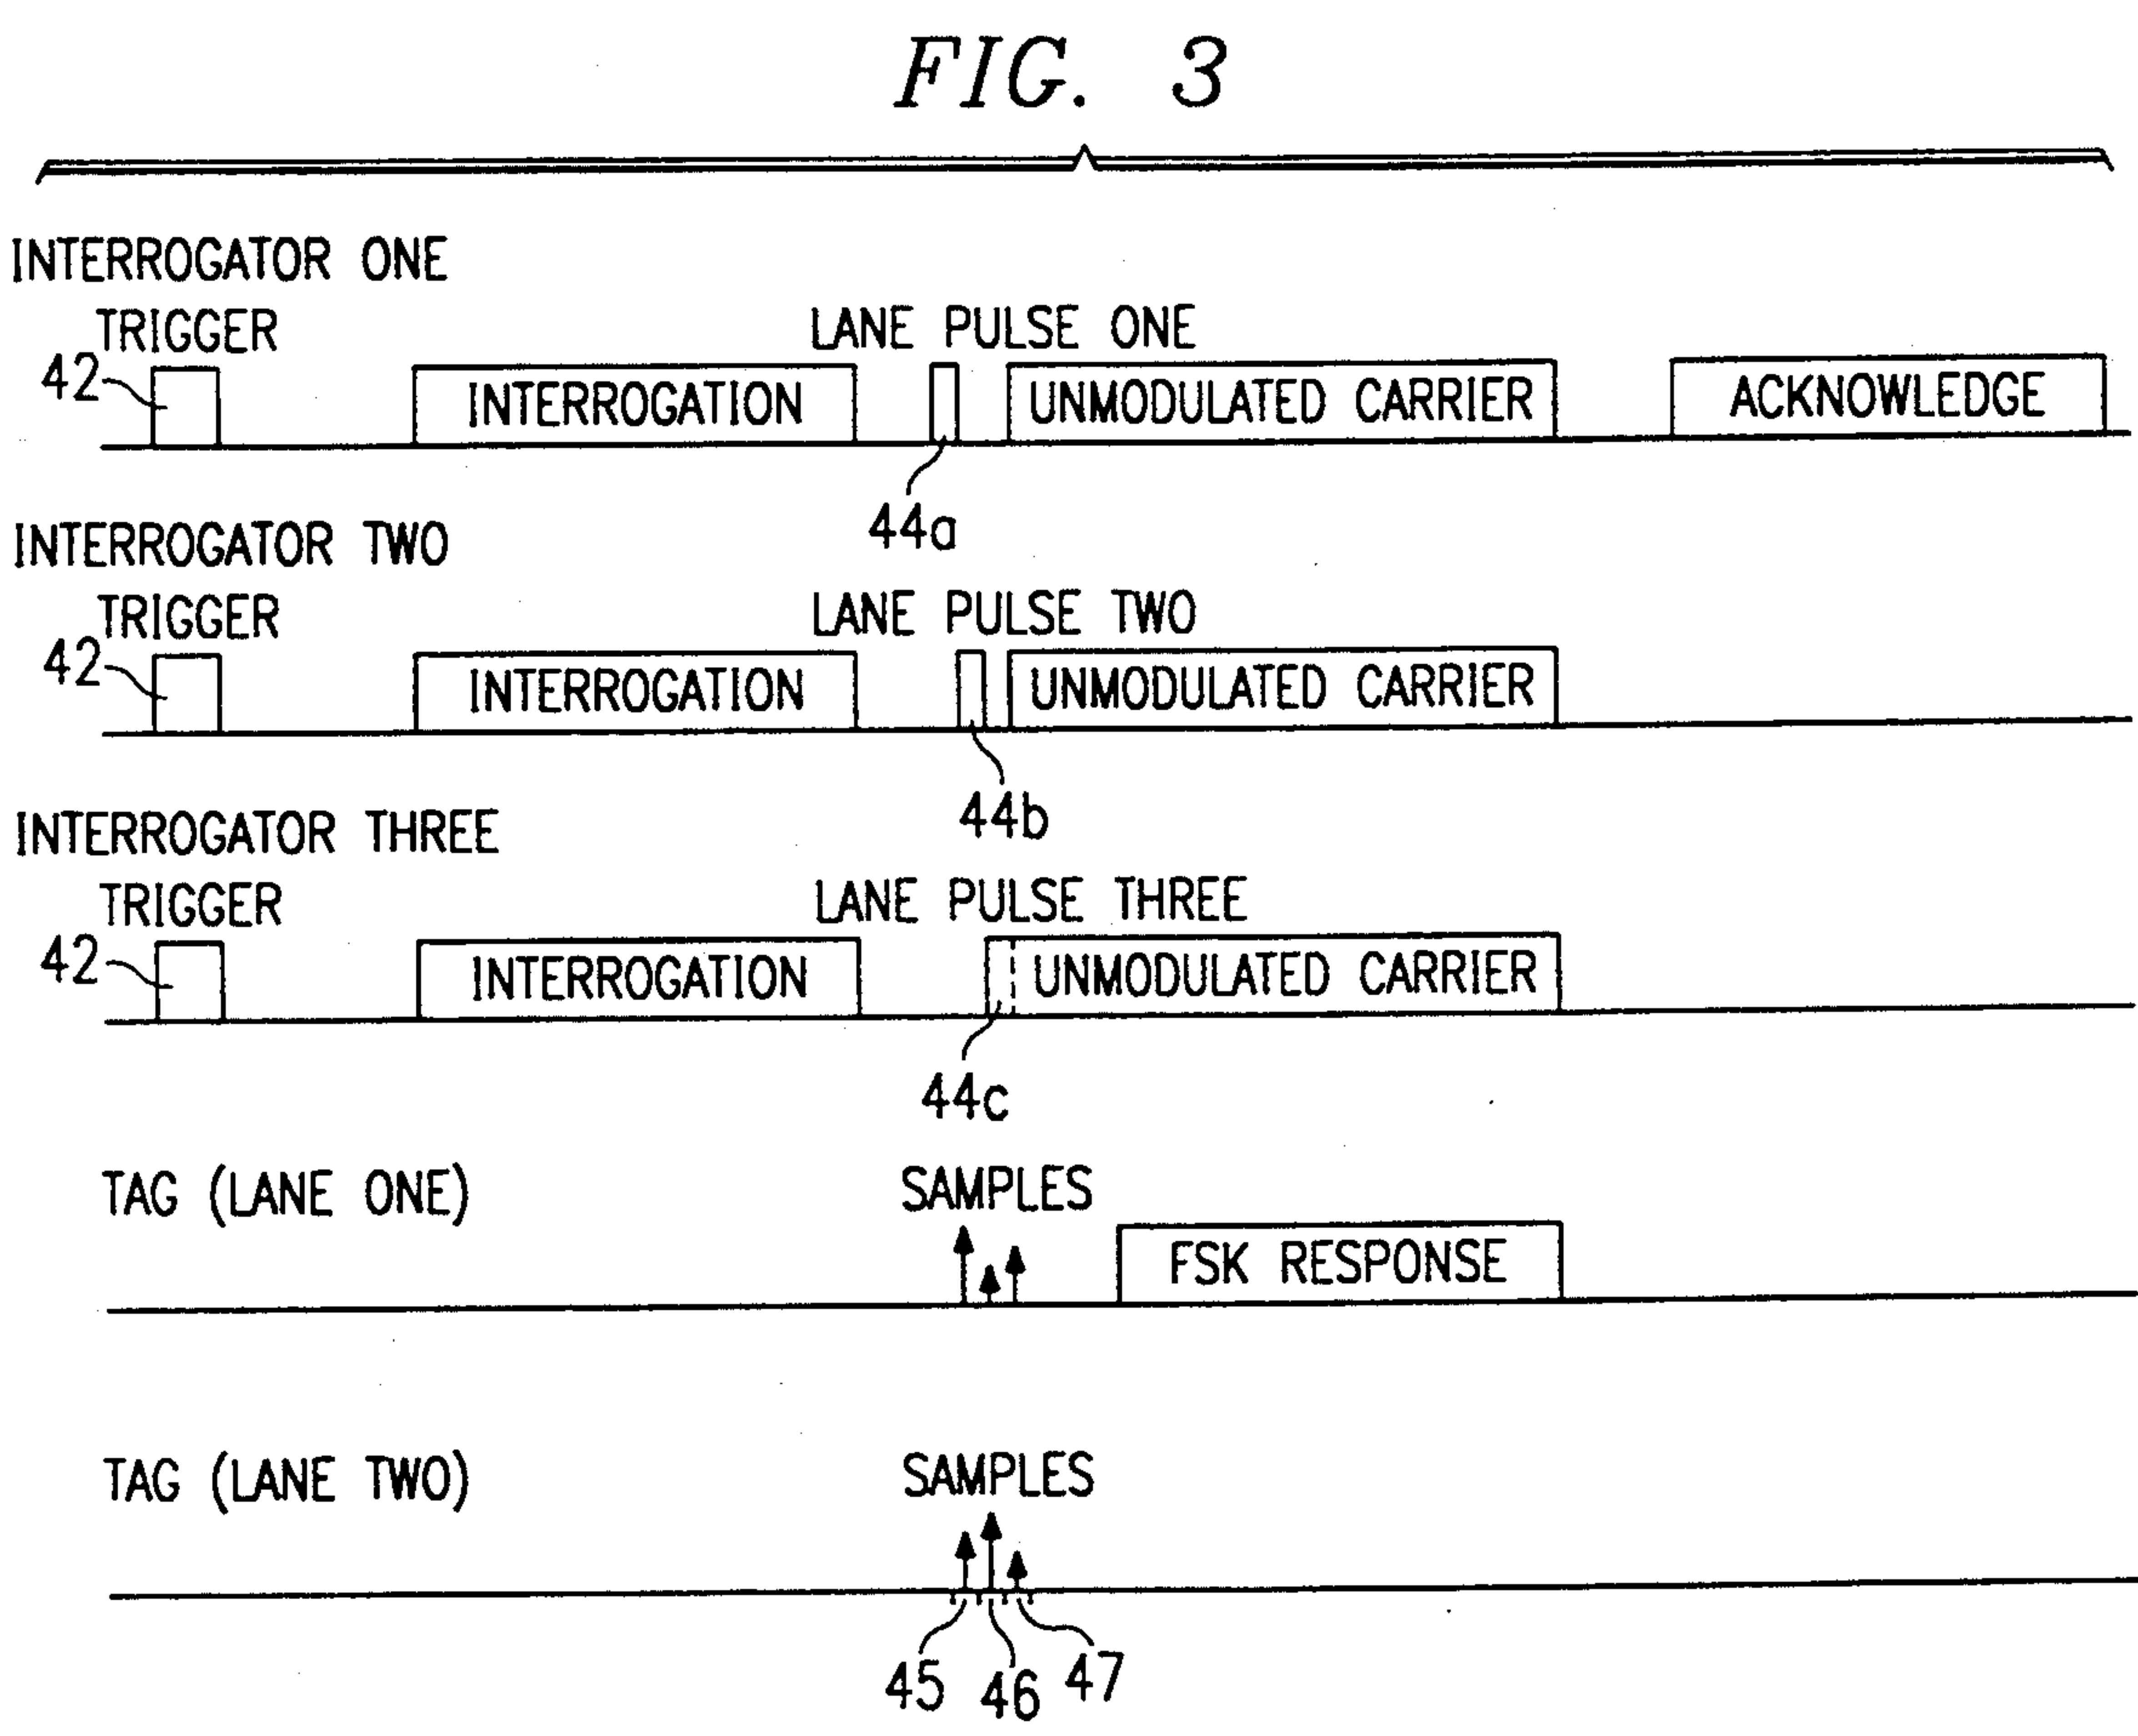 FIG. 3
INTERROGATOR ONE
TRIGGER
LANE PULSE ONE
42
INTERROGATION
UNMODULATED CARRIER
ACKNOWLEDGE
44a
INTERROGATOR TWO
TRIGGER
LANE PULSE TWO
42
INTERROGATION
UNMODULATED CARRIER
44b
INTERROGATOR THREE
TRIGGER
LANE PULSE THREE
42
INTERROGATION
UNMODULATED CARRIER
44c
TAG (LANE ONE)
SAMPLES
FSK RESPONSE
TAG (LANE TWO)
SAMPLES
45
46
47